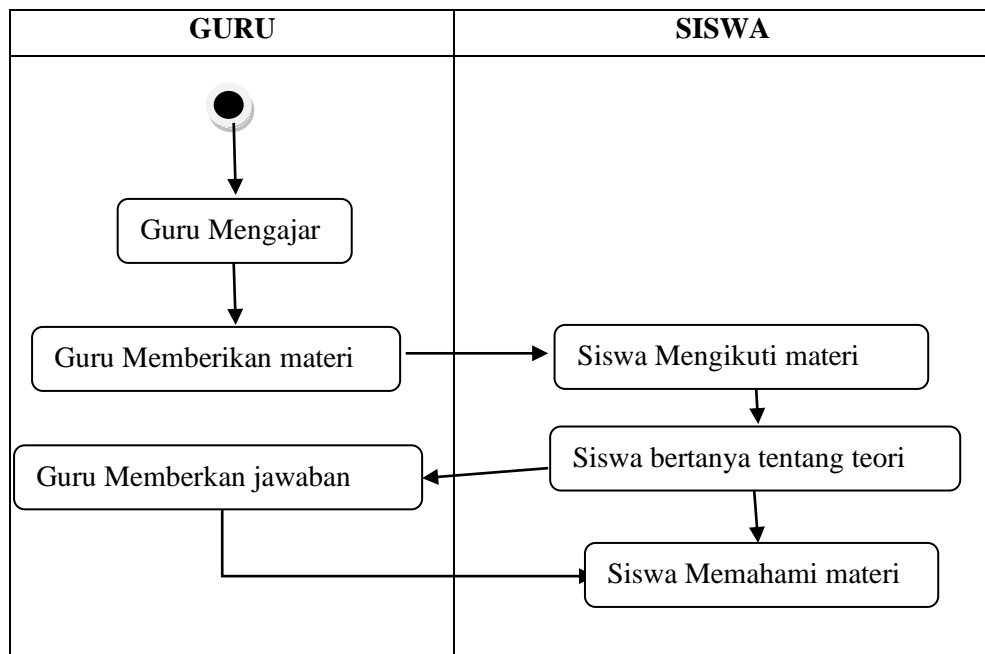 GURU
SISWA
Guru Mengajar
Guru Memberikan materi
Siswa Mengikuti materi
Siswa bertanya tentang teori
Guru Memberkan jawaban
Siswa Memahami materi